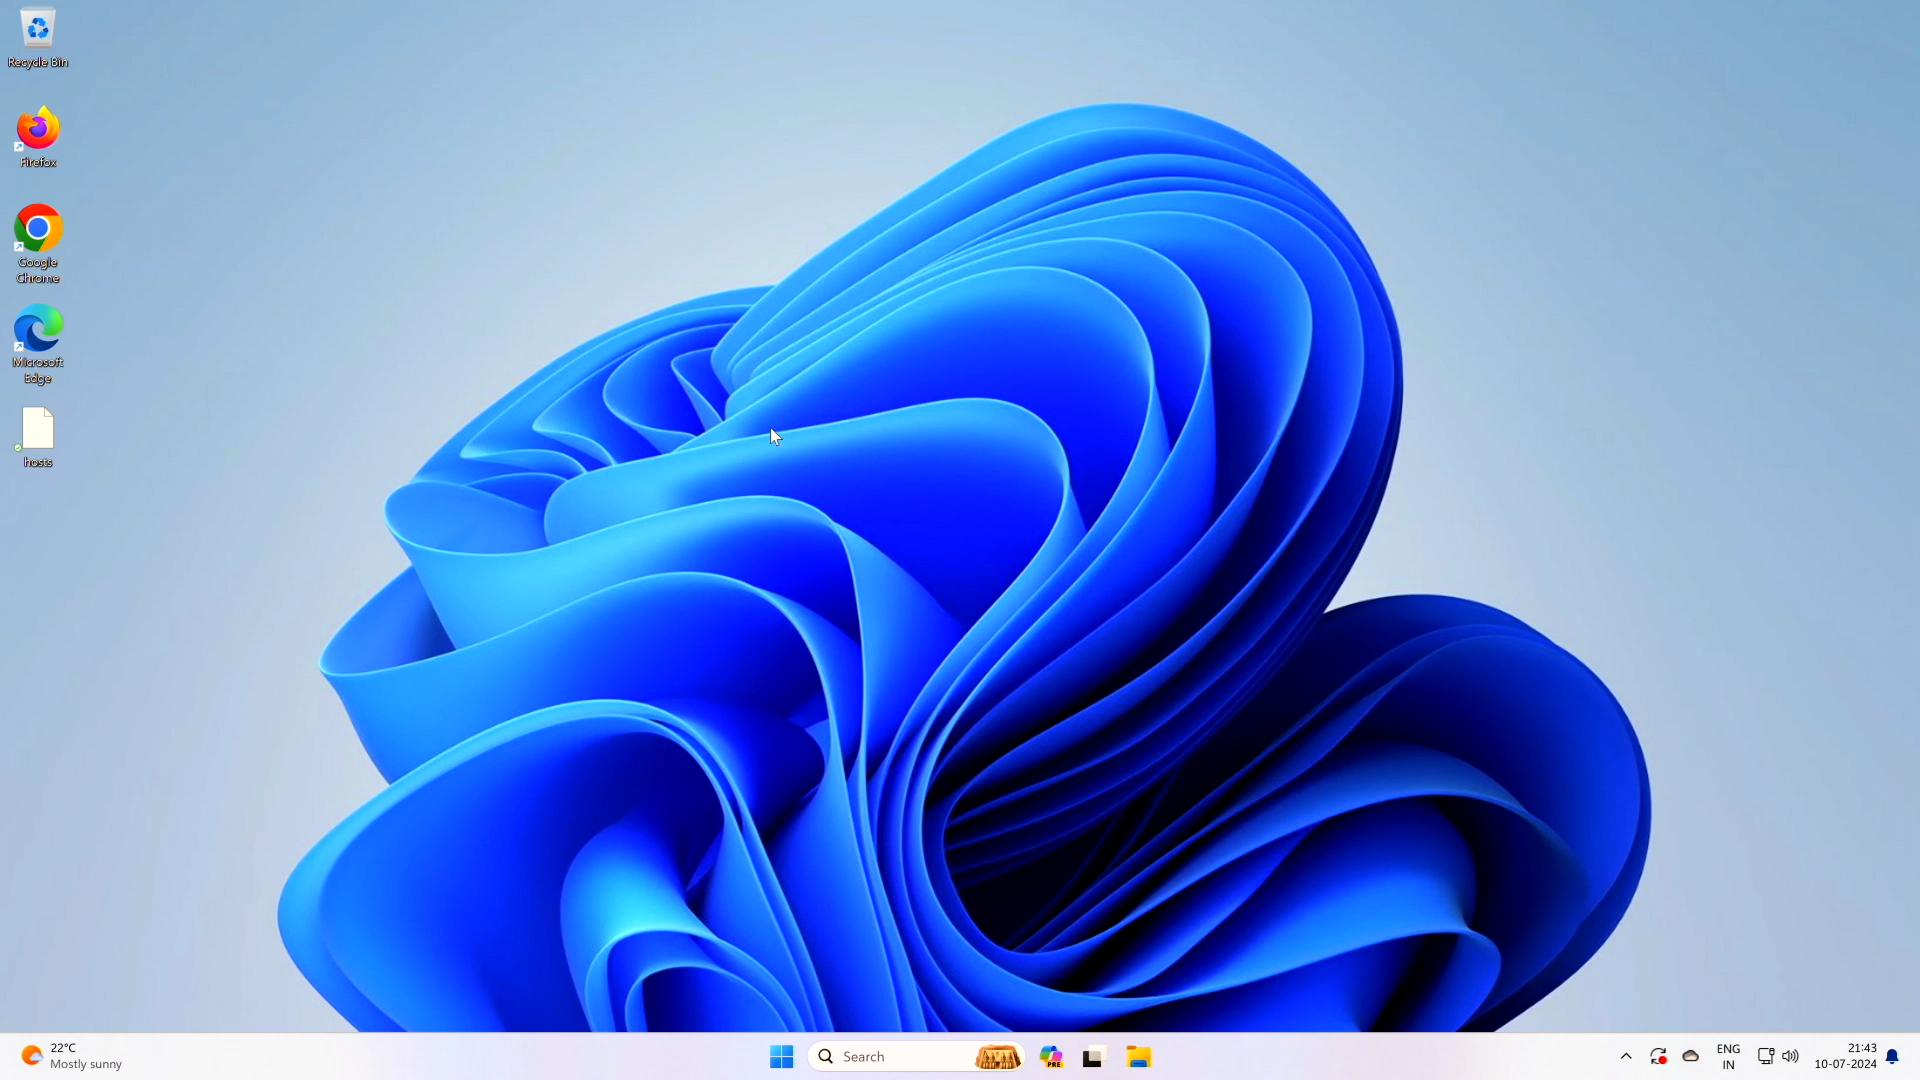 Recycle Bin
Firefox
Google
Chrome
Microsoft
Edge
hosts
22°C
Mostly sunny
Search
PRE
ENG
IN
21:43
10-07-2024